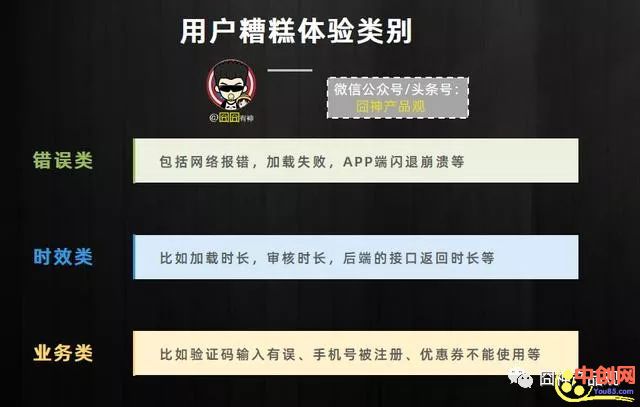 用户糟糕体验类别
微信公众号/头条号：
囧神产品观
@囧囧有神
错误类
包括网络报错，加载失败，APP端闪退崩溃等
时效类
比如加载时长，审核时长，后端的接口返回时长等
业务类
比如验证码输入有误、手机号被注册、优惠券不能使用等
囧神产品观
中创网
You85.com